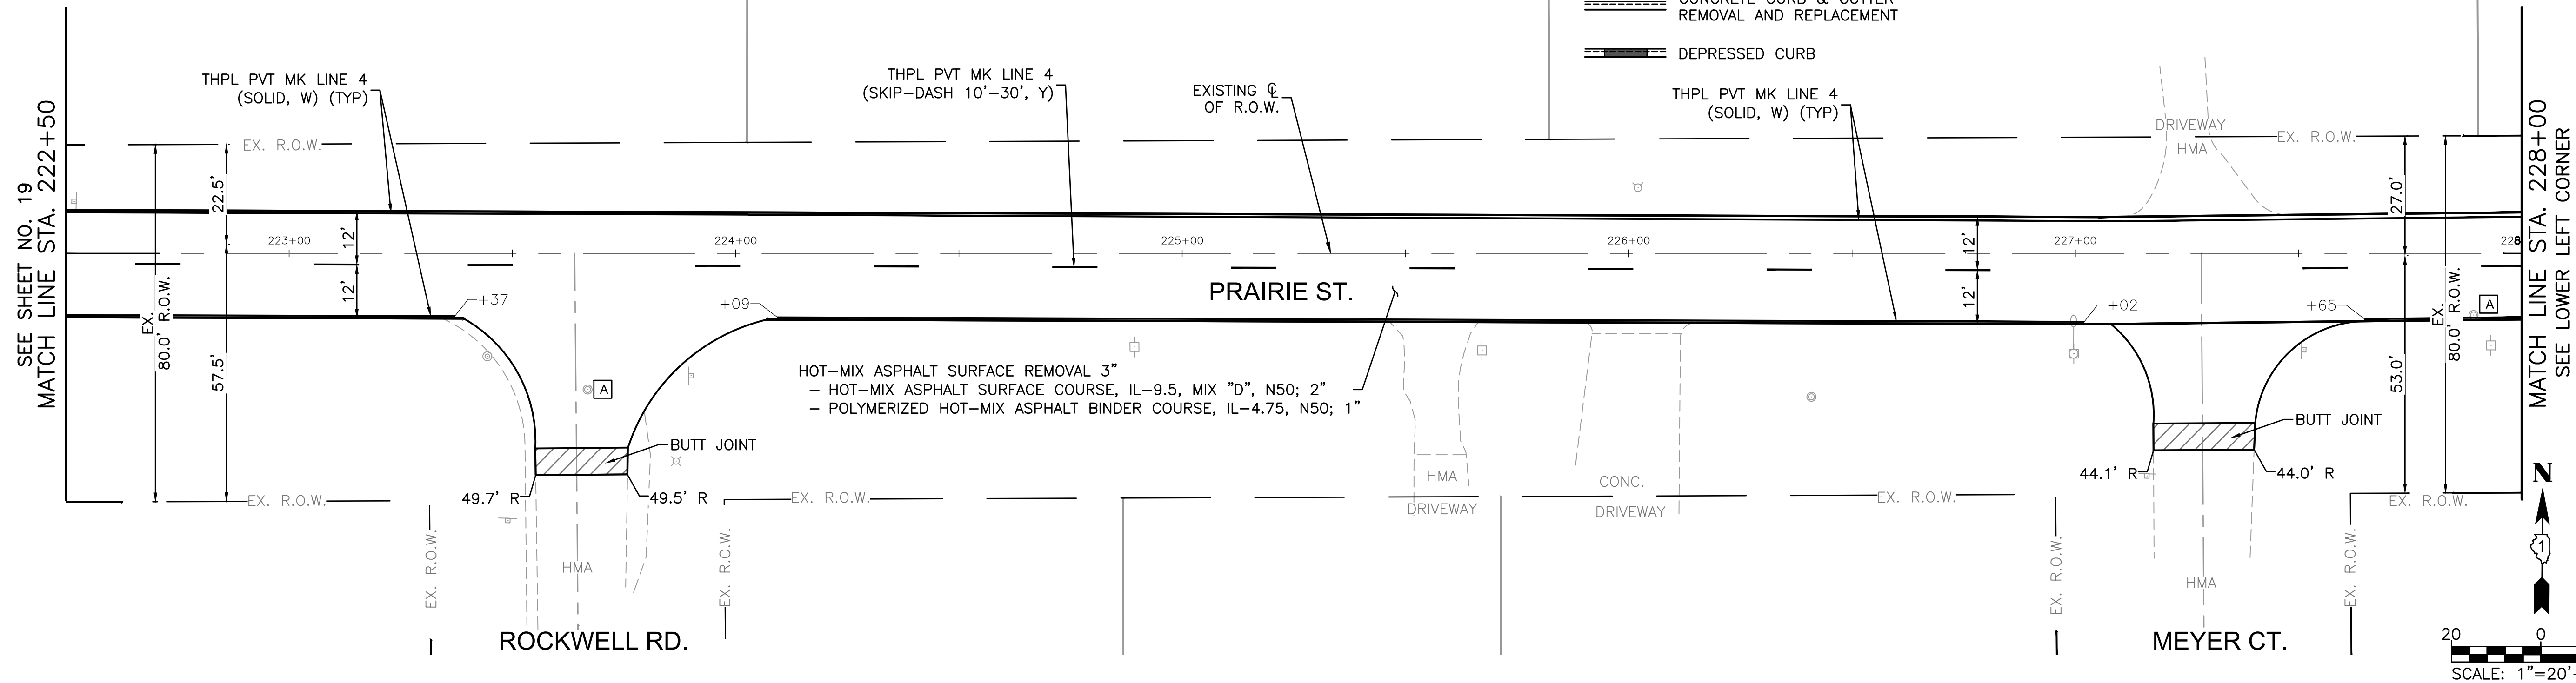 CONCRETE CURB & GUTTER
REMOVAL AND REPLACEMENT
DEPRESSED CURB
SEE SHEET NO. 19
MATCH LINE STA. 222+50
THPL PVT MK LINE 4
(SOLID, W) (TYP)
THPL PVT MK LINE 4
(SKIP-DASH 10'-30', Y)
EXISTING ℄
OF R.O.W.
THPL PVT MK LINE 4
(SOLID, W) (TYP)
DRIVEWAY
HMA
EX. R.O.W.
EX. R.O.W.
22.5'
27.0'
223+00
224+00
225+00
226+00
227+00
228
12'
12'
12'
12'
EX.
80.0' R.O.W.
57.5'
EX.
80.0' R.O.W.
53.0'
PRAIRIE ST.
+37
+09
+02
+65
A
A
HOT-MIX ASPHALT SURFACE REMOVAL 3"
- HOT-MIX ASPHALT SURFACE COURSE, IL-9.5, MIX "D", N50; 2"
- POLYMERIZED HOT-MIX ASPHALT BINDER COURSE, IL-4.75, N50; 1"
BUTT JOINT
BUTT JOINT
49.7' R
49.5' R
44.1' R
44.0' R
EX. R.O.W.
EX. R.O.W.
EX. R.O.W.
EX. R.O.W.
HMA
DRIVEWAY
CONC.
DRIVEWAY
EX. R.O.W.
EX. R.O.W.
EX. R.O.W.
EX. R.O.W.
HMA
HMA
ROCKWELL RD.
MEYER CT.
MATCH LINE STA. 228+00
SEE LOWER LEFT CORNER
N
1
20
0
SCALE: 1"=20'